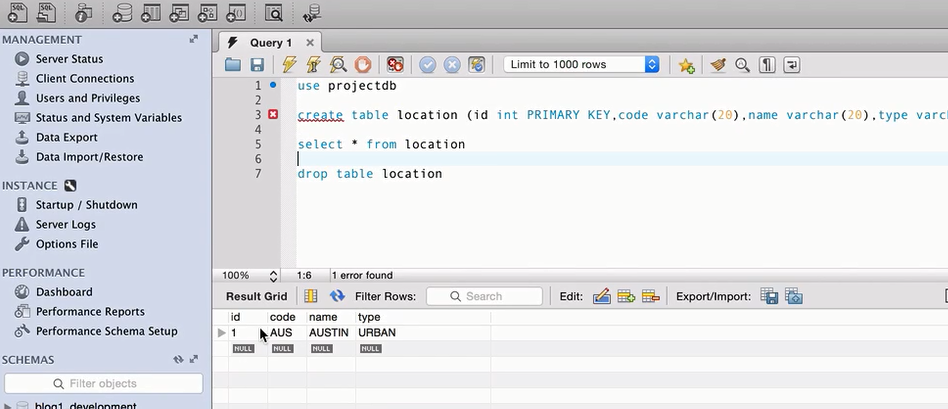 MANAGEMENT
Server Status
Client Connections
Users and Privileges
Status and System Variables
Data Export
Data Import/Restore
INSTANCE
Startup / Shutdown
Server Logs
Options File
PERFORMANCE
Dashboard
Performance Reports
Performance Schema Setup
SCHEMAS
Filter objects
blog1_development
Query 1
Limit to 1000 rows
1 use projectdb
2
3 create table location (id int PRIMARY KEY,code varchar(20),name varchar(20),type varc
4
5 select * from location
6
7 drop table location
100% 1:6 1 error found
Result Grid Filter Rows: Search Edit: Export/Import:
id code name type
1 AUS AUSTIN URBAN
NULL NULL NULL NULL